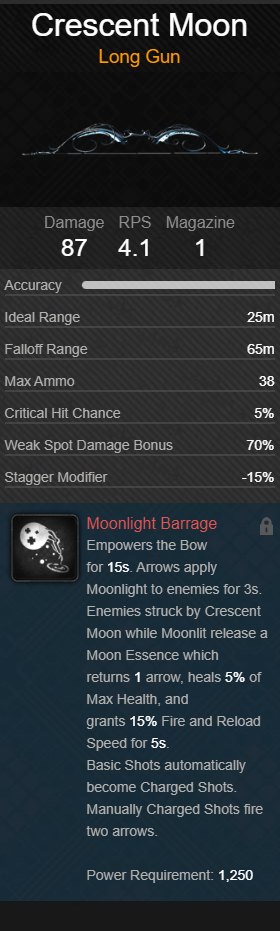 Crescent Moon
Long Gun
Damage RPS Magazine
87 4.1 1
Accuracy
Ideal Range 25m
Falloff Range 65m
Max Ammo 38
Critical Hit Chance 5%
Weak Spot Damage Bonus 70%
Stagger Modifier -15%
Moonlight Barrage
Empowers the Bow
for 15s. Arrows apply
Moonlight to enemies for 3s.
Enemies struck by Crescent
Moon while Moonlit release a
Moon Essence which
returns 1 arrow, heals 5% of
Max Health, and
grants 15% Fire and Reload
Speed for 5s.
Basic Shots automatically
become Charged Shots.
Manually Charged Shots fire
two arrows.
Power Requirement: 1,250